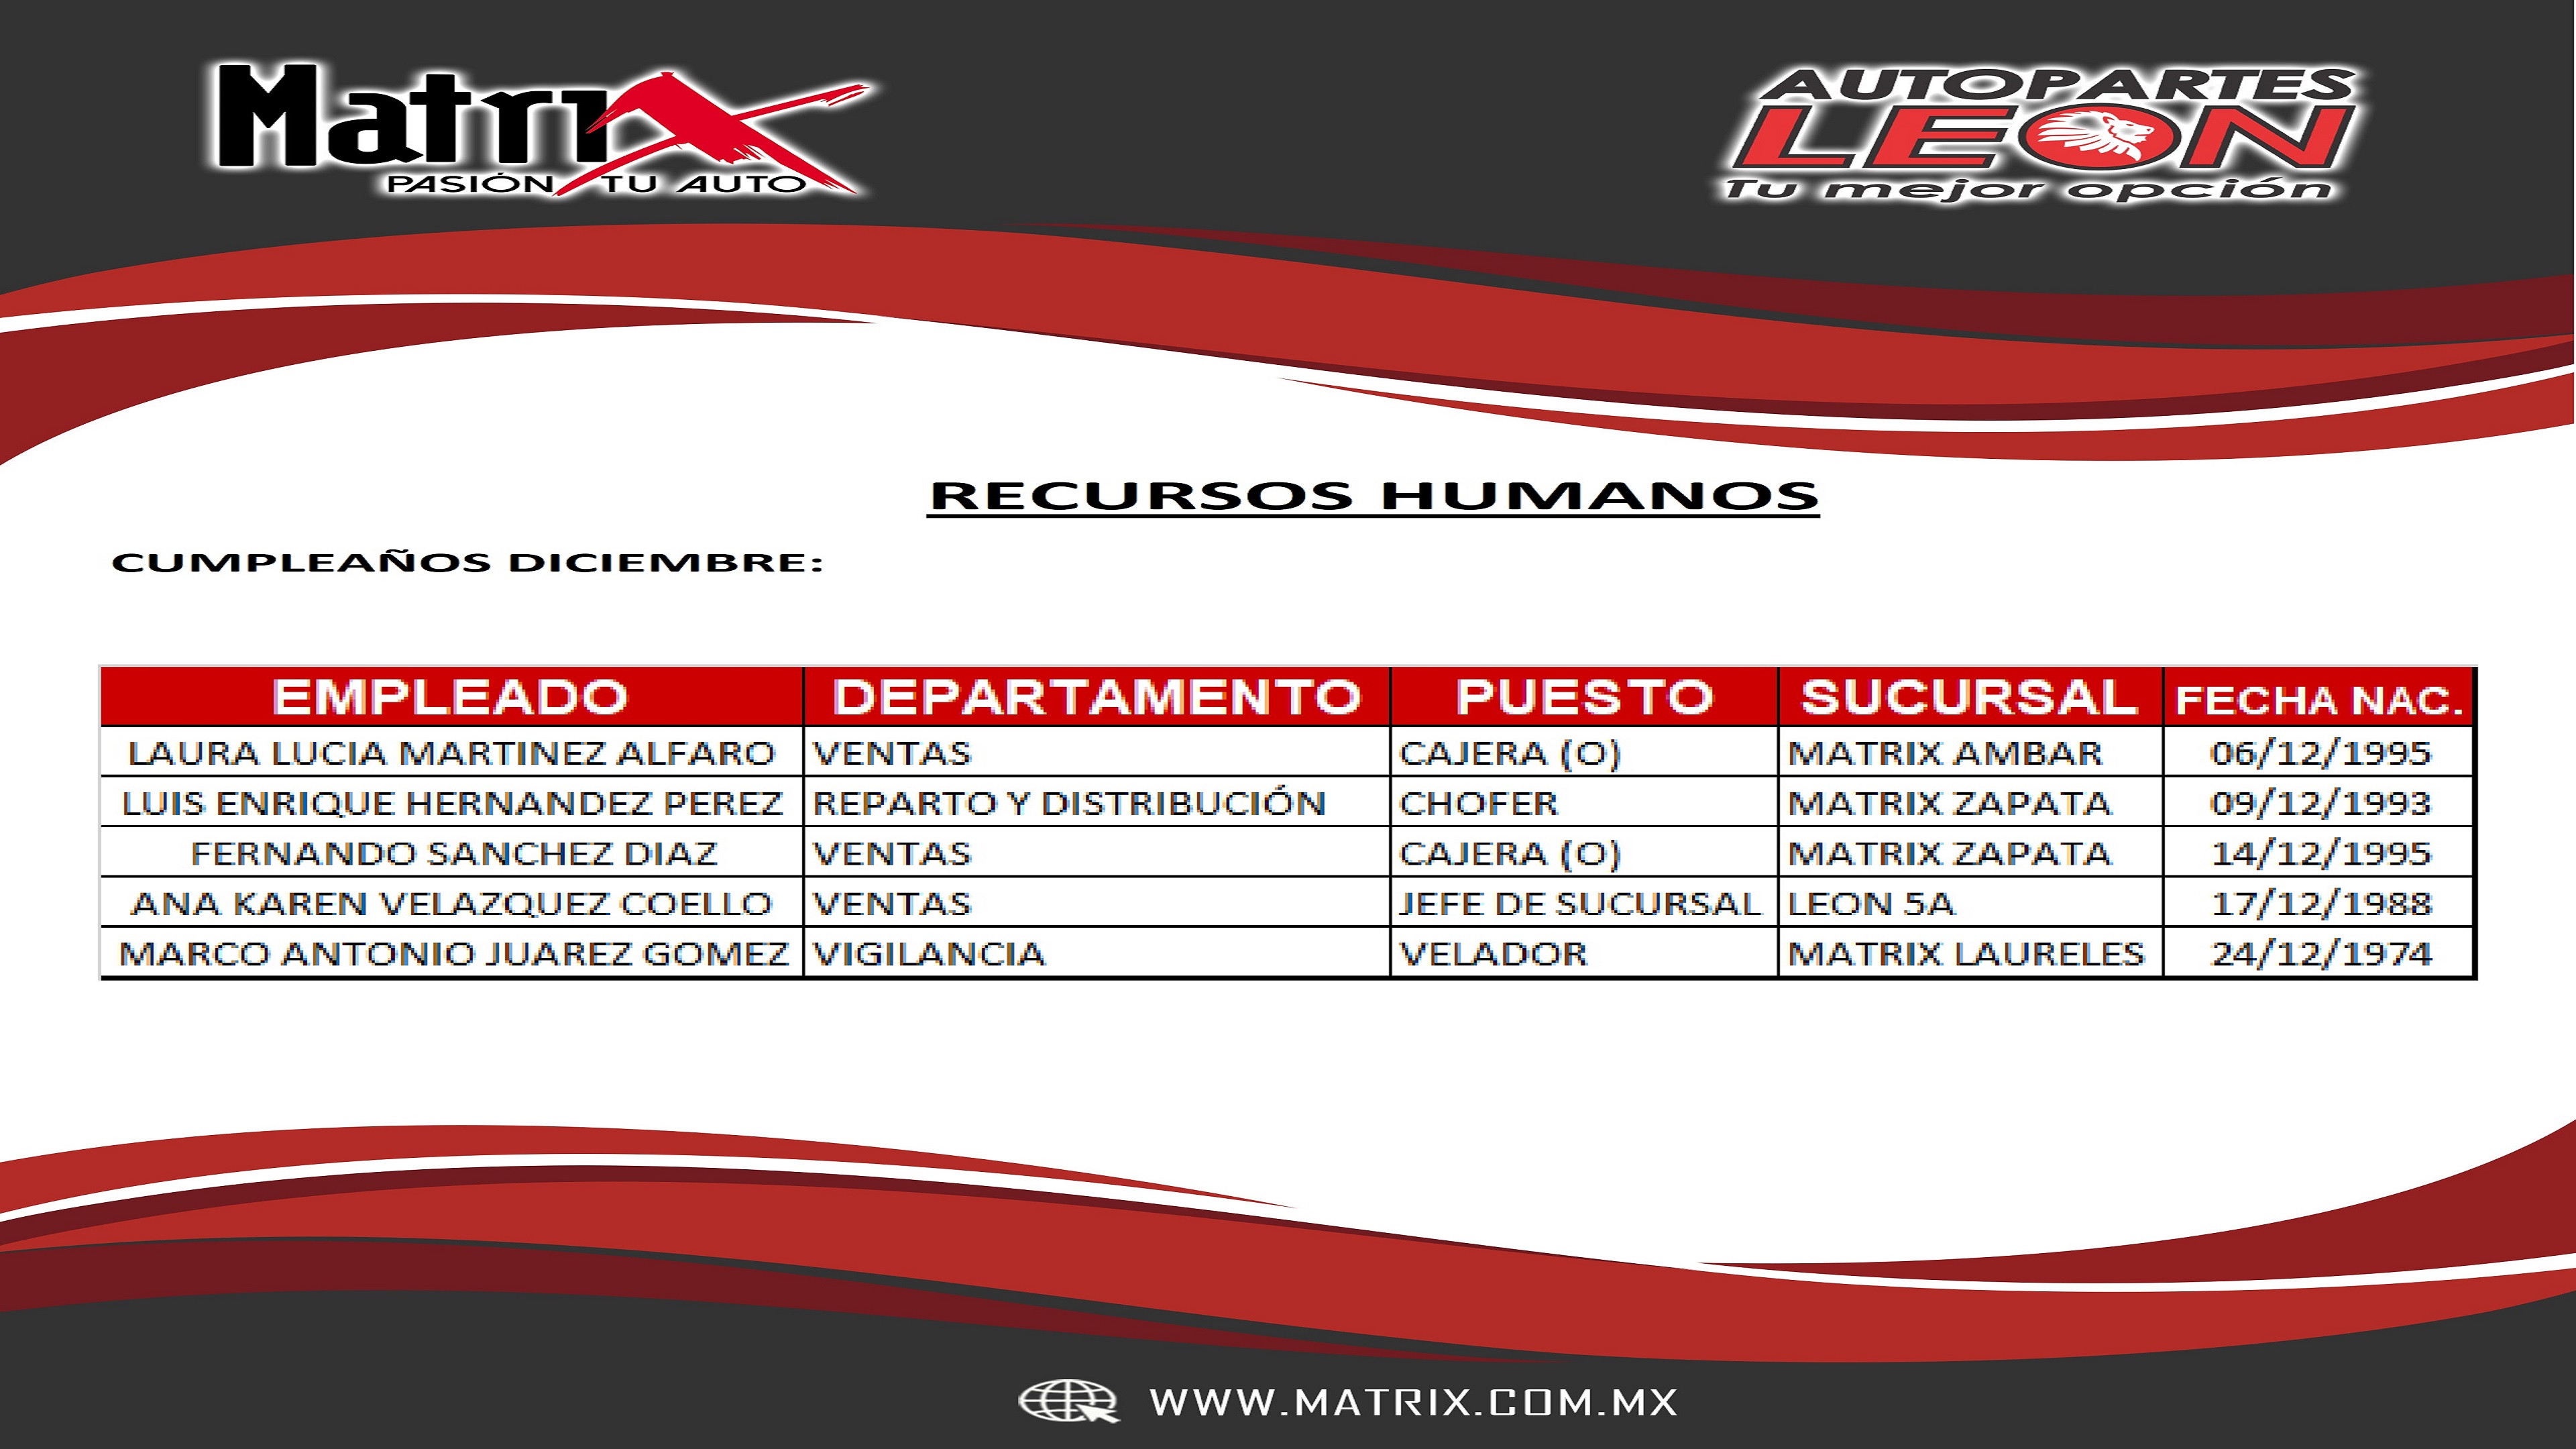 Matrix
PASIÓN TU AUTO
AUTOPARTES
LEON
Tu mejor opción
RECURSOS HUMANOS
CUMPLEAÑOS DICIEMBRE:
EMPLEADO DEPARTAMENTO PUESTO SUCURSAL FECHA NAC.
LAURA LUCIA MARTINEZ ALFARO VENTAS CAJERA (O) MATRIX AMBAR 06/12/1995
LUIS ENRIQUE HERNANDEZ PEREZ REPARTO Y DISTRIBUCIÓN CHOFER MATRIX ZAPATA 09/12/1993
FERNANDO SANCHEZ DIAZ VENTAS CAJERA (O) MATRIX ZAPATA 14/12/1995
ANA KAREN VELAZQUEZ COELLO VENTAS JEFE DE SUCURSAL LEON 5A 17/12/1988
MARCO ANTONIO JUAREZ GOMEZ VIGILANCIA VELADOR MATRIX LAURELES 24/12/1974
WWW.MATRIX.COM.MX